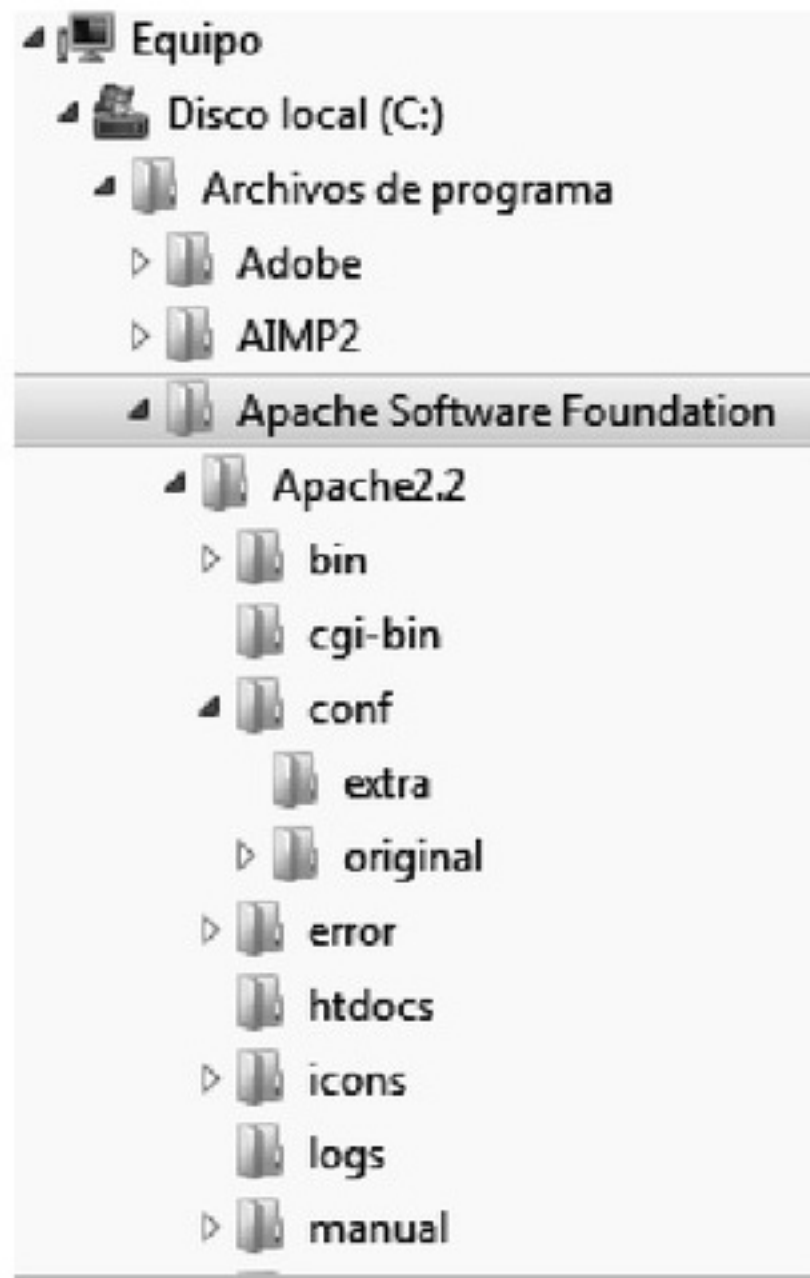 Equipo
Disco local (C:)
Archivos de programa
Adobe
AIMP2
Apache Software Foundation
Apache2.2
bin
cgi-bin
conf
extra
original
error
htdocs
icons
logs
manual